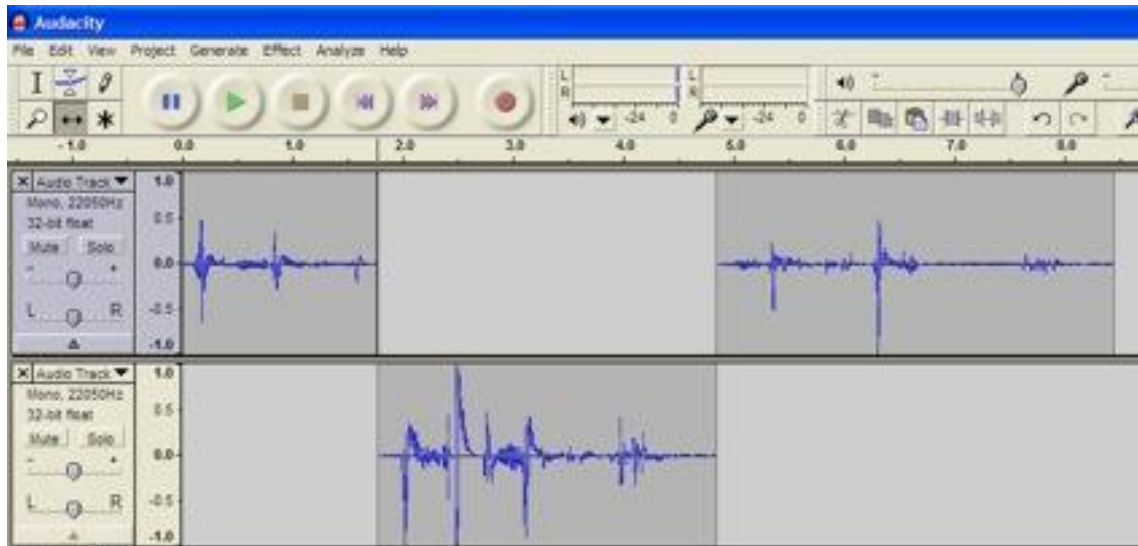 Audacity
File Edit View Project Generate Effect Analyze Help
L
R
-24 0
L
R
-24 0
-1.0 0.0 1.0 2.0 3.0 4.0 5.0 6.0 7.0 8.0
X Audio Track 1.0
Mono, 22050Hz
32-bit float 0.5
Mute Solo
- + 0.0
L R -0.5
-1.0
X Audio Track 1.0
Mono, 22050Hz
32-bit float 0.5
Mute Solo
- + 0.0
L R -0.5
-1.0